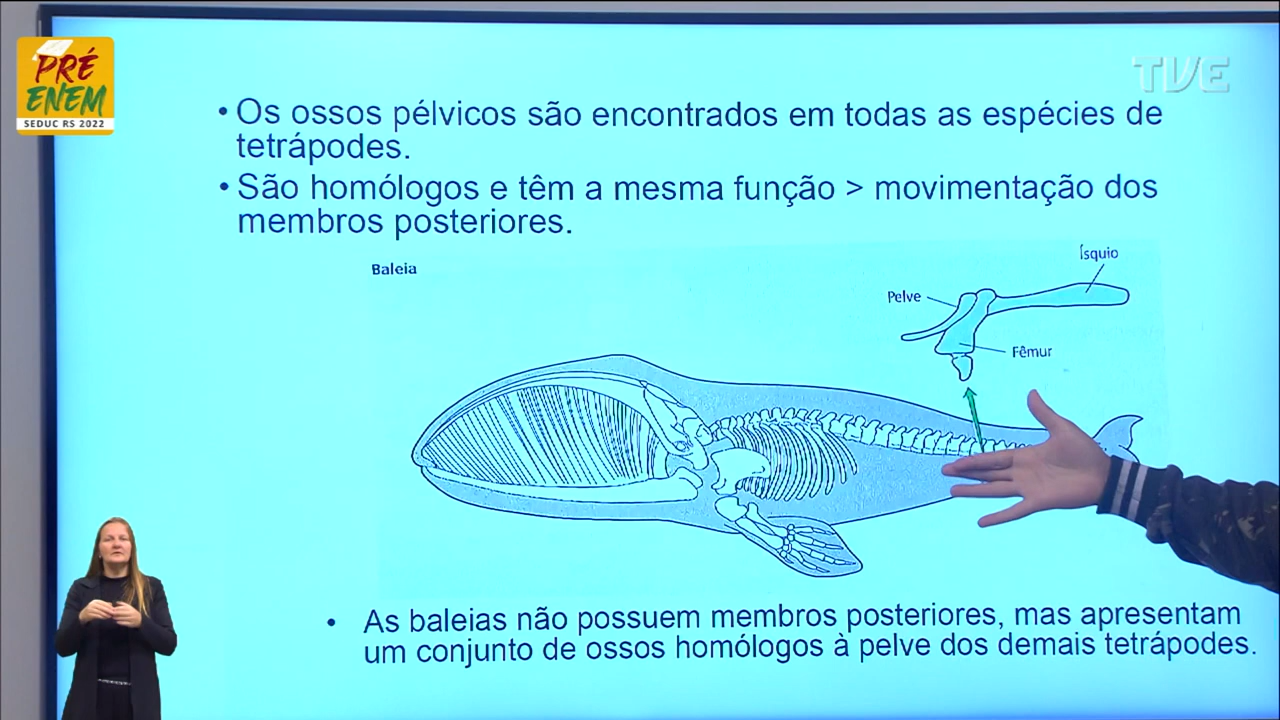 PRÉ
ENEM
SEDUC RS 2022
TVE
• Os ossos pélvicos são encontrados em todas as espécies de
tetrápodes.
• São homólogos e têm a mesma função > movimentação dos
membros posteriores.
Baleia
Ísquio
Pelve
Fêmur
• As baleias não possuem membros posteriores, mas apresentam
um conjunto de ossos homólogos à pelve dos demais tetrápodes.